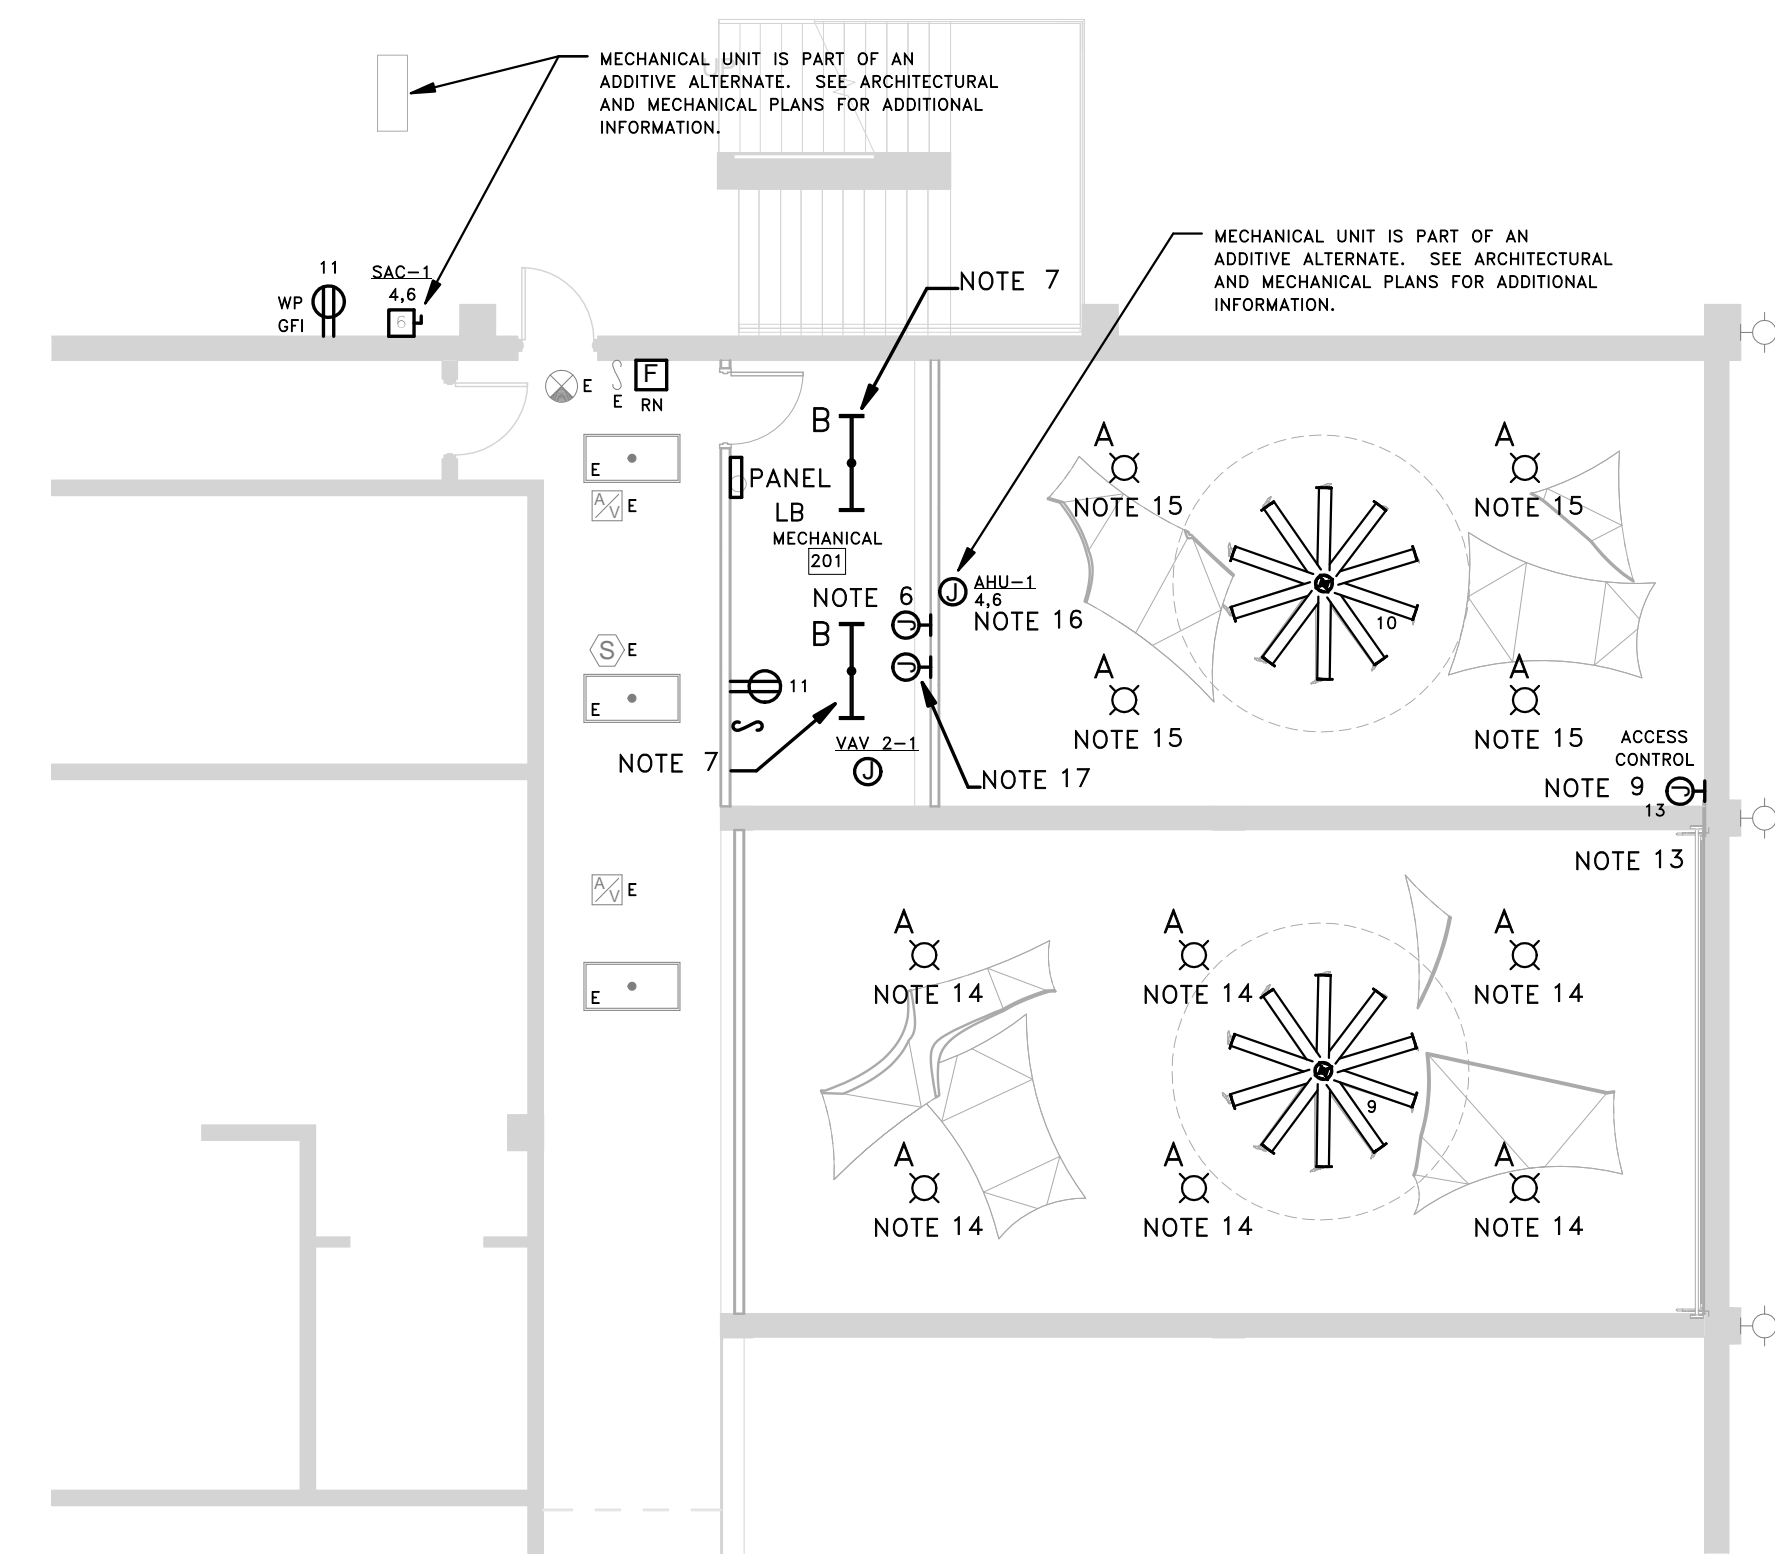 MECHANICAL UNIT IS PART OF AN
ADDITIVE ALTERNATE. SEE ARCHITECTURAL
AND MECHANICAL PLANS FOR ADDITIONAL
INFORMATION.
UP
MECHANICAL UNIT IS PART OF AN
ADDITIVE ALTERNATE. SEE ARCHITECTURAL
AND MECHANICAL PLANS FOR ADDITIONAL
INFORMATION.
11
WP
GFI
SAC-1
4,6
6
NOTE 7
E
S
E
F
RN
B
E
PANEL
LB
A/V E
MECHANICAL
201
A
NOTE 15
A
NOTE 15
NOTE 6
J
J
AHU-1
4,6
NOTE 16
10
B
S E
E
J
11
S
NOTE 7
VAV 2-1
J
NOTE 17
A
NOTE 15
A
NOTE 15
ACCESS
CONTROL
NOTE 9
J
13
NOTE 13
A/V E
E
A
NOTE 14
A
NOTE 14
A
NOTE 14
9
A
NOTE 14
A
NOTE 14
A
NOTE 14